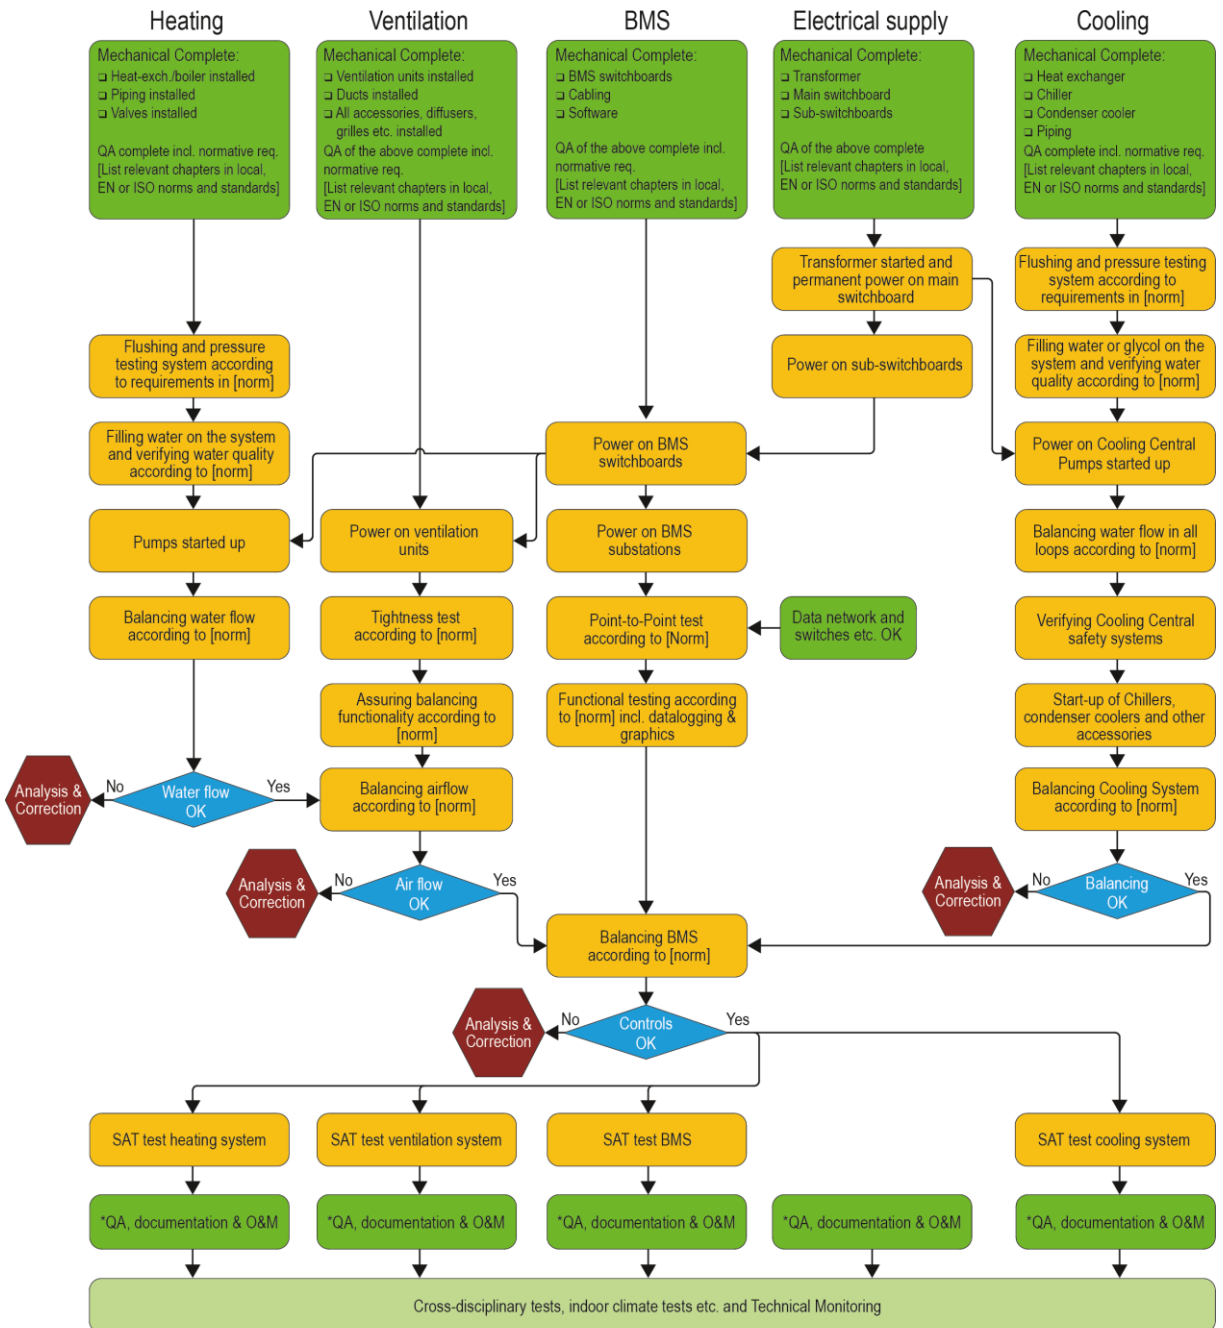 Heating
Ventilation
BMS
Electrical supply
Cooling
Mechanical Complete:
❑ Heat-exch./boiler installed
❑ Piping installed
❑ Valves installed
QA complete incl. normative req.
[List relevant chapters in local,
EN or ISO norms and standards]
Mechanical Complete:
❑ Ventilation units installed
❑ Ducts installed
❑ All accessories, diffusers,
grilles etc. installed
QA of the above complete incl.
normative req.
[List relevant chapters in local,
EN or ISO norms and standards]
Mechanical Complete:
❑ BMS switchboards
❑ Cabling
❑ Software
QA of the above complete incl.
normative req.
[List relevant chapters in local,
EN or ISO norms and standards]
Mechanical Complete:
❑ Transformer
❑ Main switchboard
❑ Sub-switchboards
QA of the above complete
[List relevant chapters in local,
EN or ISO norms and standards]
Mechanical Complete:
❑ Heat exchanger
❑ Chiller
❑ Condenser cooler
❑ Piping
QA complete incl. normative req.
[List relevant chapters in local,
EN or ISO norms and standards]
Transformer started and
permanent power on main
switchboard
Flushing and pressure testing
system according to
requirements in [norm]
Flushing and pressure
testing system according
to requirements in [norm]
Power on sub-switchboards
Filling water or glycol on the
system and verifying water
quality according to [norm]
Filling water on the system
and verifying water quality
according to [norm]
Power on BMS
switchboards
Power on Cooling Central
Pumps started up
Pumps started up
Power on ventilation
units
Power on BMS
substations
Balancing water flow in all
loops according to [norm]
Balancing water flow
according to [norm]
Tightness test
according to [norm]
Point-to-Point test
according to [Norm]
Data network and
switches etc. OK
Verifying Cooling Central
safety systems
Assuring balancing
functionality according to
[norm]
Functional testing according
to [norm] incl. datalogging &
graphics
Start-up of Chillers,
condenser coolers and other
accessories
Analysis &
Correction
No
Water flow
OK
Yes
Balancing airflow
according to [norm]
Balancing Cooling System
according to [norm]
Analysis &
Correction
No
Air flow
OK
Yes
Analysis &
Correction
No
Balancing
OK
Yes
Balancing BMS
according to [norm]
Analysis &
Correction
No
Controls
OK
Yes
SAT test heating system
SAT test ventilation system
SAT test BMS
SAT test cooling system
*QA, documentation & O&M
*QA, documentation & O&M
*QA, documentation & O&M
*QA, documentation & O&M
*QA, documentation & O&M
Cross-disciplinary tests, indoor climate tests etc. and Technical Monitoring